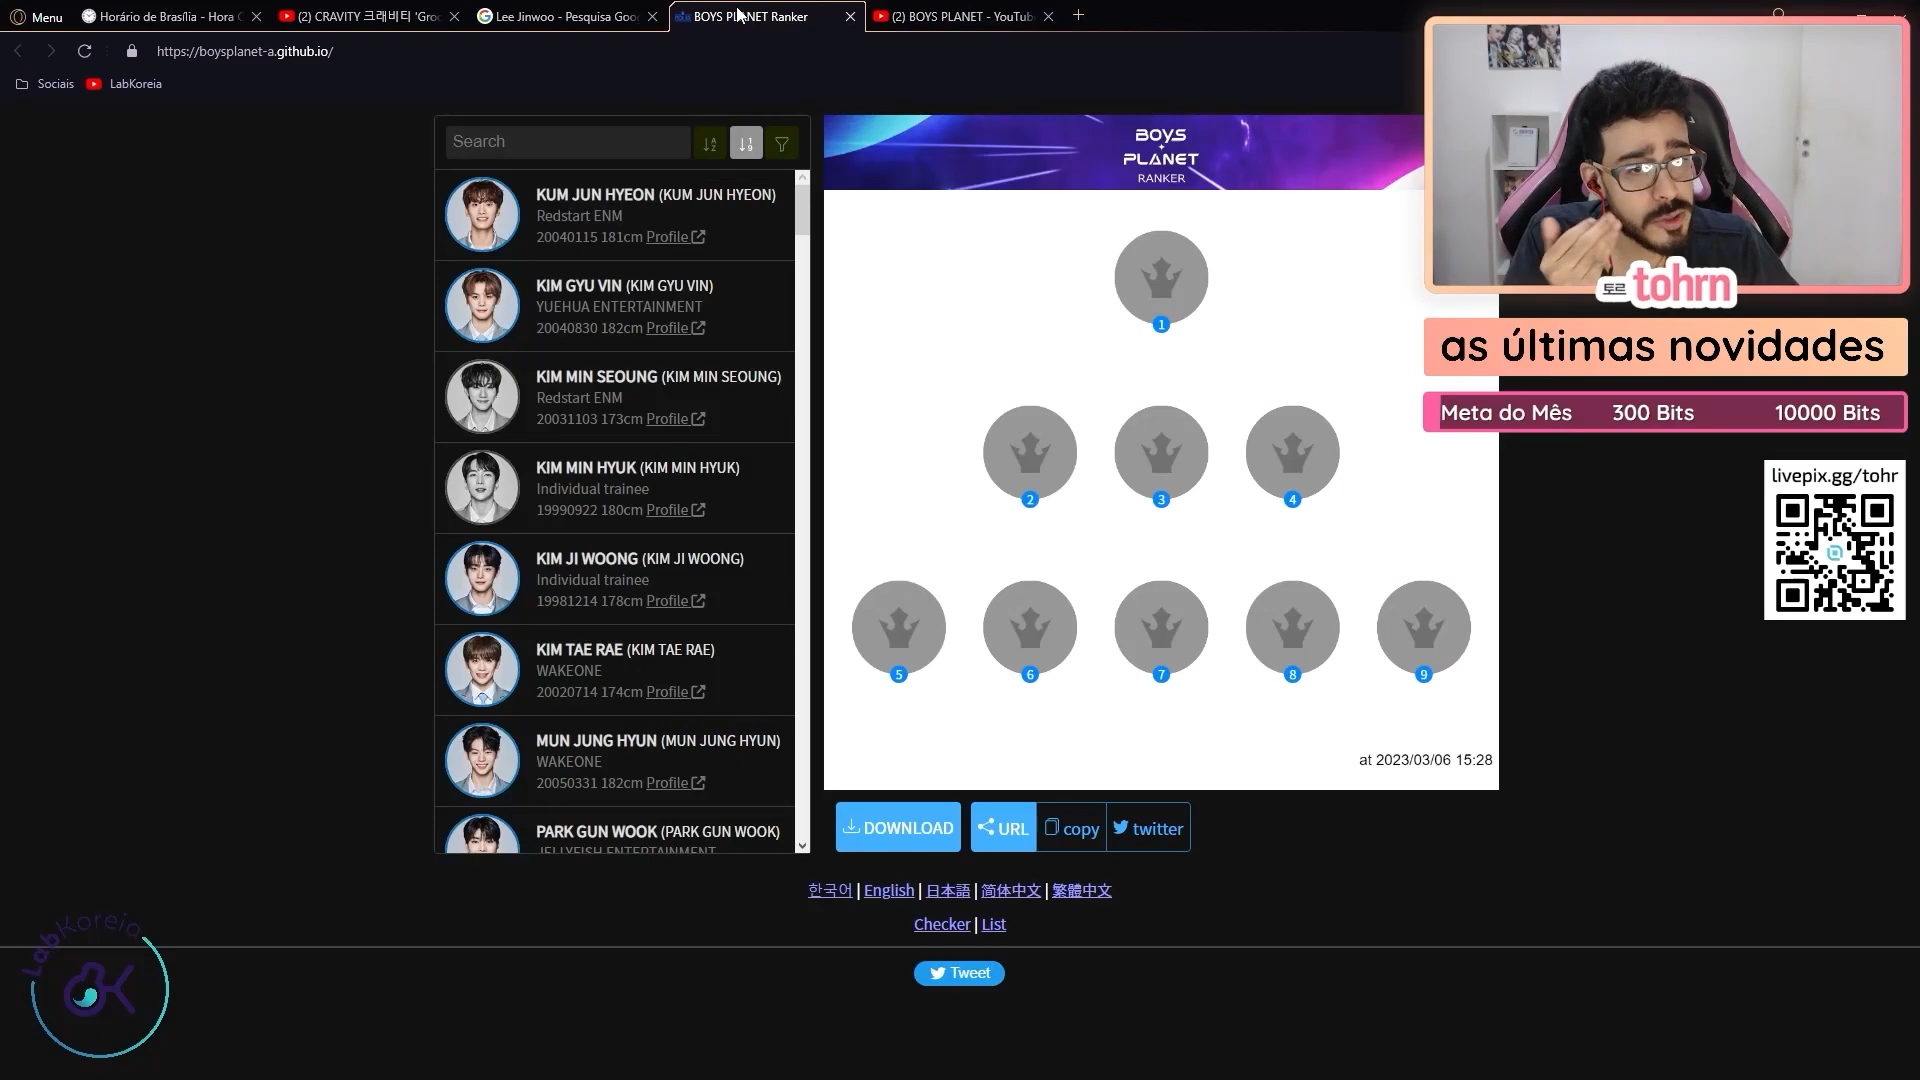 Menu
Horário de Brasília - Hora
(2) CRAVITY 크래비티 'Groo
Lee Jinwoo - Pesquisa Goo
BOYS PLANET Ranker
(2) BOYS PLANET - YouTub
https://boysplanet-a.github.io/
Sociais
LabKoreia
Search
KUM JUN HYEON (KUM JUN HYEON)
Redstart ENM
20040115 181cm Profile
KIM GYU VIN (KIM GYU VIN)
YUEHUA ENTERTAINMENT
20040830 182cm Profile
KIM MIN SEOUNG (KIM MIN SEOUNG)
Redstart ENM
20031103 173cm Profile
KIM MIN HYUK (KIM MIN HYUK)
Individual trainee
19990922 180cm Profile
KIM JI WOONG (KIM JI WOONG)
Individual trainee
19981214 178cm Profile
KIM TAE RAE (KIM TAE RAE)
WAKEONE
20020714 174cm Profile
MUN JUNG HYUN (MUN JUNG HYUN)
WAKEONE
20050331 182cm Profile
PARK GUN WOOK (PARK GUN WOOK)
JELLYFISH ENTERTAINMENT
BOYS
PLANET
RANKER
1
2
3
4
5
6
7
8
9
at 2023/03/06 15:28
DOWNLOAD
URL
copy
twitter
한국어 | English | 日本語 | 简体中文 | 繁體中文
Checker | List
Tweet
토르 tohrn
as últimas novidades
Meta do Mês 300 Bits 10000 Bits
livepix.gg/tohr
LabKoreia